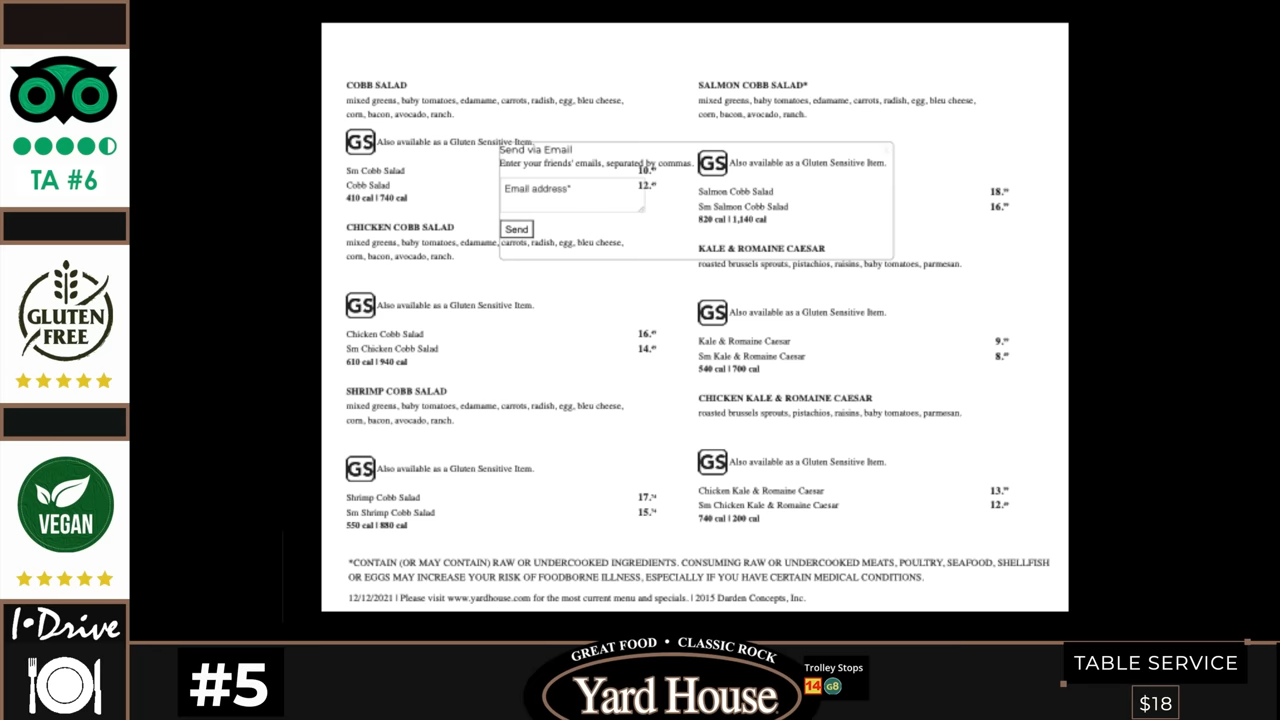 TA #6
GLUTEN
FREE
VEGAN
I•Drive
COBB SALAD
mixed greens, baby tomatoes, edamame, carrots, radish, egg, bleu cheese,
corn, bacon, avocado, ranch.
GS Also available as a Gluten Sensitive Item.
Sm Cobb Salad
Cobb Salad 12.
410 cal | 740 cal
CHICKEN COBB SALAD
mixed greens, baby tomatoes, edamame, carrots, radish, egg, bleu cheese,
corn, bacon, avocado, ranch.
GS Also available as a Gluten Sensitive Item.
Chicken Cobb Salad 16.
Sm Chicken Cobb Salad 14.
610 cal | 940 cal
SHRIMP COBB SALAD
mixed greens, baby tomatoes, edamame, carrots, radish, egg, bleu cheese,
corn, bacon, avocado, ranch.
GS Also available as a Gluten Sensitive Item.
Shrimp Cobb Salad 17.
Sm Shrimp Cobb Salad 15.
550 cal | 880 cal
Send via Email
Enter your friends' emails, separated by commas.
10.
Email address*
Send
SALMON COBB SALAD*
mixed greens, baby tomatoes, edamame, carrots, radish, egg, bleu cheese,
corn, bacon, avocado, ranch.
GS Also available as a Gluten Sensitive Item.
Salmon Cobb Salad 18.
Sm Salmon Cobb Salad 16.
820 cal | 1,140 cal
KALE & ROMAINE CAESAR
roasted brussels sprouts, pistachios, raisins, baby tomatoes, parmesan.
GS Also available as a Gluten Sensitive Item.
Kale & Romaine Caesar 9.
Sm Kale & Romaine Caesar 8.
540 cal | 700 cal
CHICKEN KALE & ROMAINE CAESAR
roasted brussels sprouts, pistachios, raisins, baby tomatoes, parmesan.
GS Also available as a Gluten Sensitive Item.
Chicken Kale & Romaine Caesar 13.
Sm Chicken Kale & Romaine Caesar 12.
740 cal | 200 cal
*CONTAIN (OR MAY CONTAIN) RAW OR UNDERCOOKED INGREDIENTS. CONSUMING RAW OR UNDERCOOKED MEATS, POULTRY, SEAFOOD, SHELLFISH
OR EGGS MAY INCREASE YOUR RISK OF FOODBORNE ILLNESS, ESPECIALLY IF YOU HAVE CERTAIN MEDICAL CONDITIONS.
12/12/2021 | Please visit www.yardhouse.com for the most current menu and specials. | 2015 Darden Concepts, Inc.
#5
GREAT FOOD • CLASSIC ROCK
Yard House
Trolley Stops
14 G8
TABLE SERVICE
$18